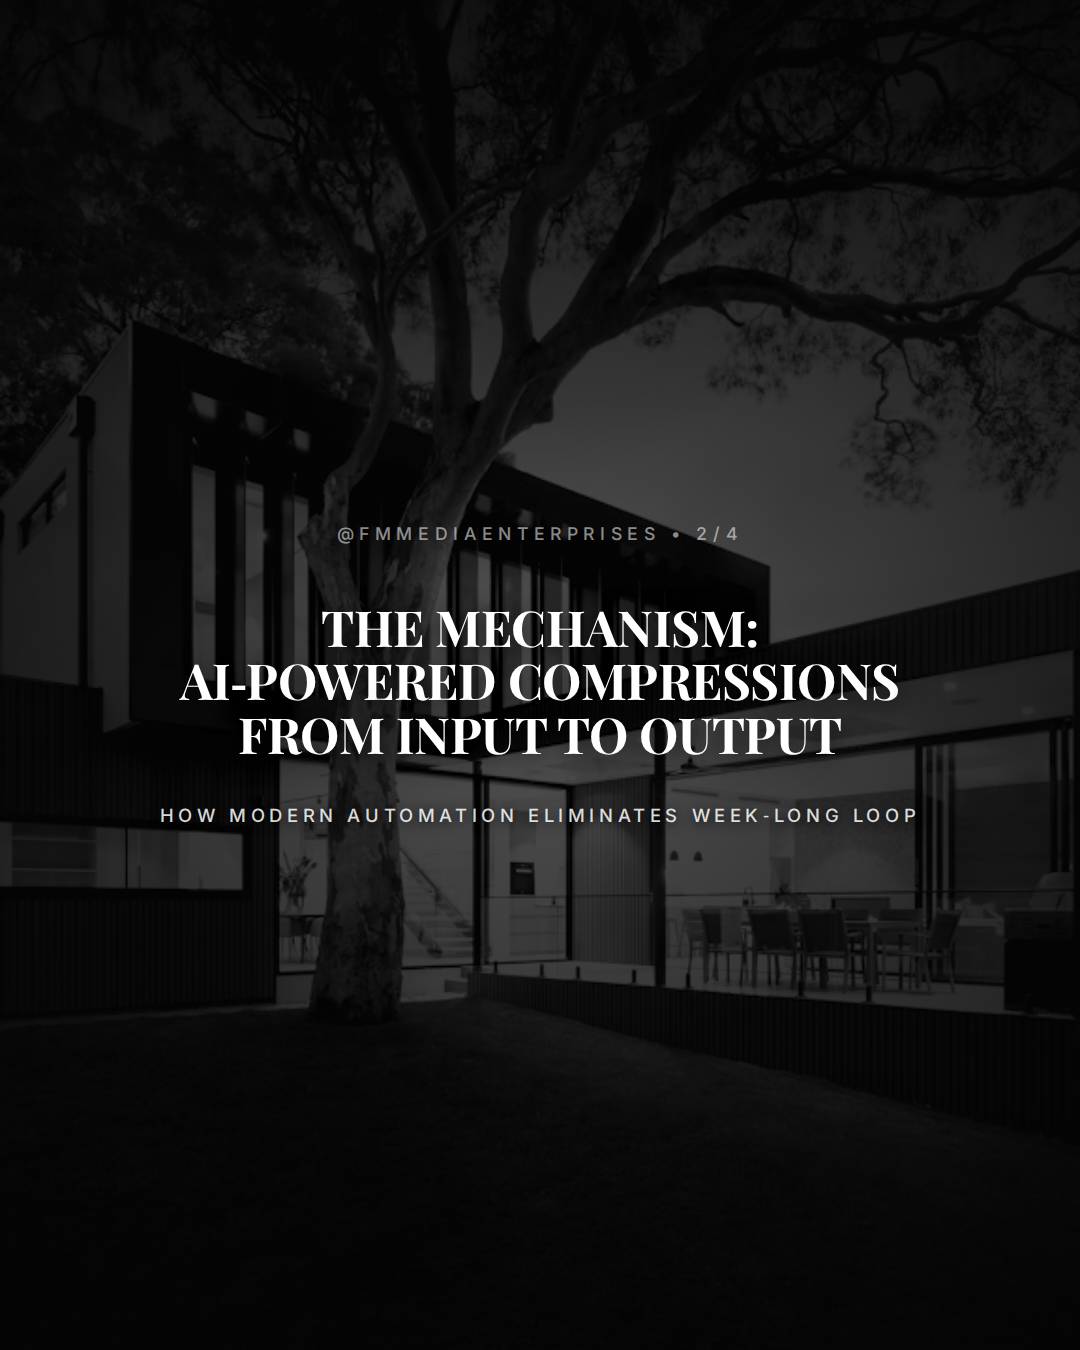 @FMMEDIAENTERPRISES • 2/4
THE MECHANISM:
AI-POWERED COMPRESSIONS
FROM INPUT TO OUTPUT
HOW MODERN AUTOMATION ELIMINATES WEEK-LONG LOOP